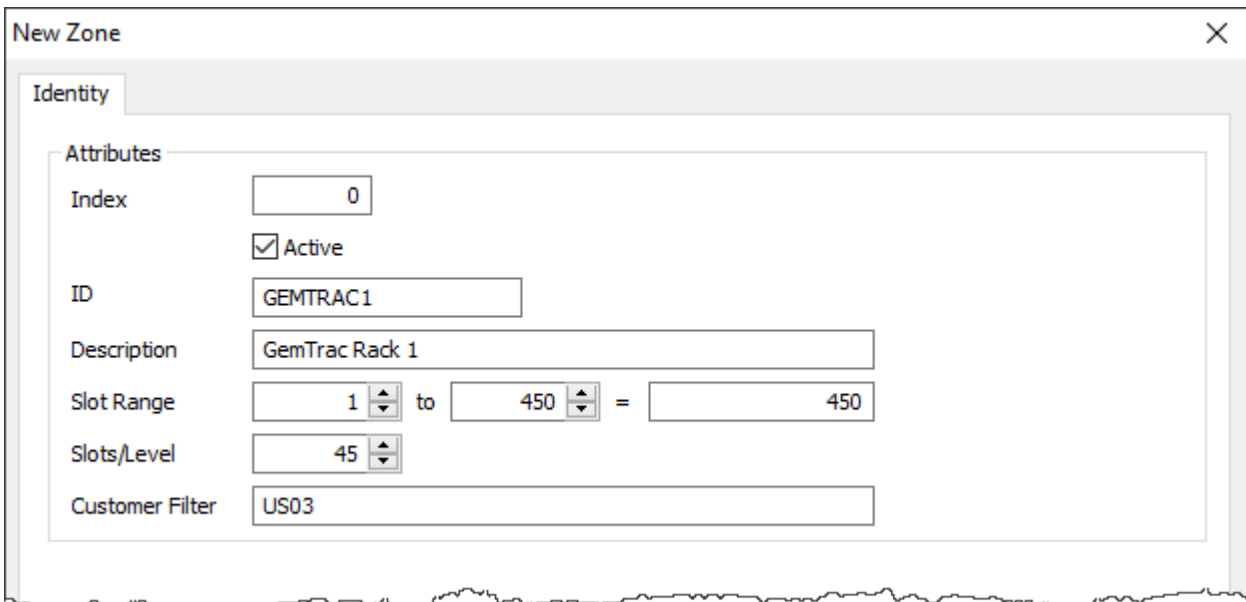 New Zone
Identity
Attributes
Index 0
Active
ID GEMTRAC1
Description GemTrac Rack 1
Slot Range 1 to 450 = 450
Slots/Level 45
Customer Filter US03